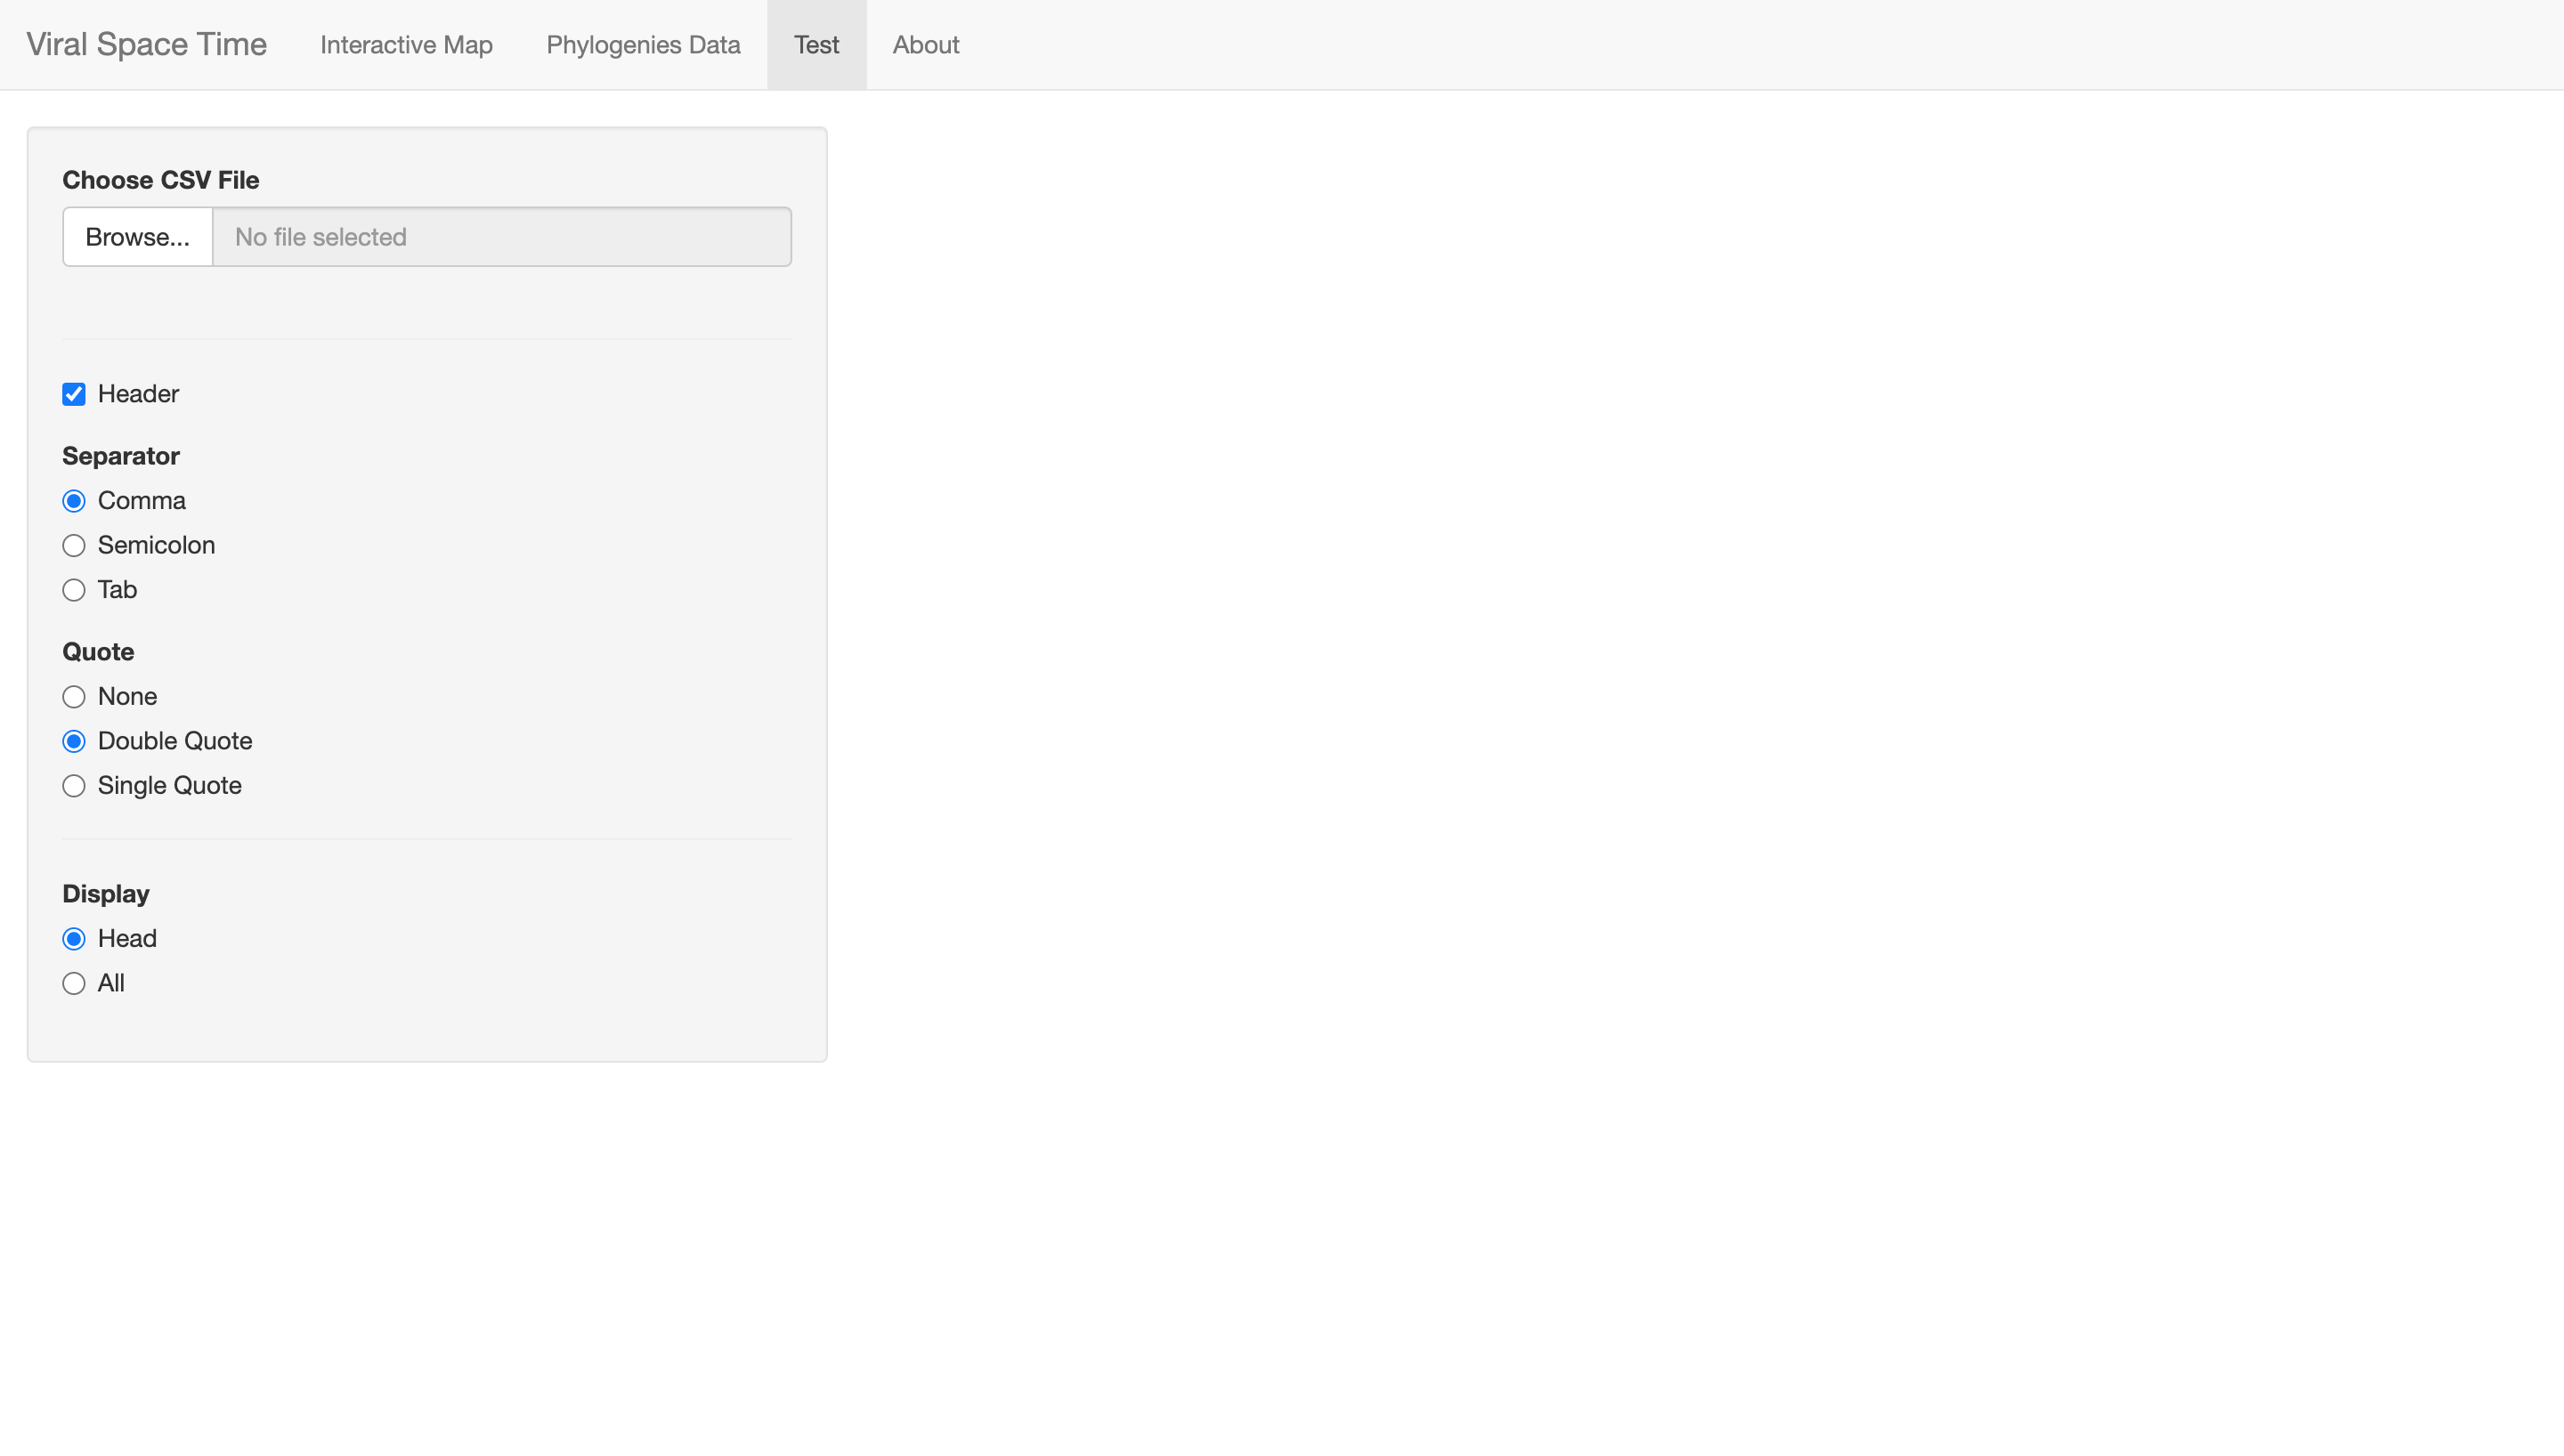 Viral Space Time Interactive Map Phylogenies Data Test About
Choose CSV File
Browse... No file selected
Header
Separator
Comma
Semicolon
Tab
Quote
None
Double Quote
Single Quote
Display
Head
All